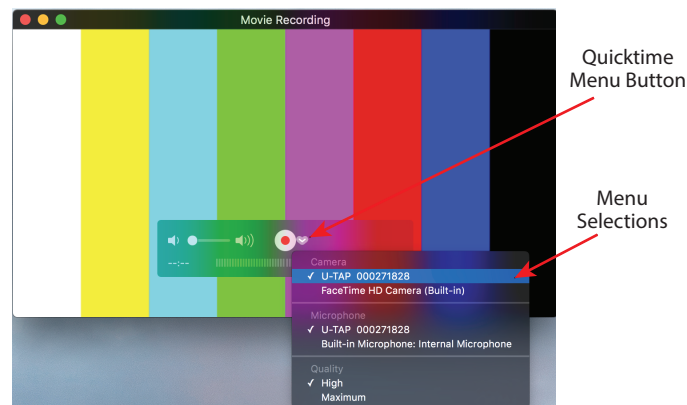 Movie Recording
Quicktime
Menu Button
Menu
Selections
--:--
Camera
✓ U-TAP 000271828
FaceTime HD Camera (Built-in)
Microphone
✓ U-TAP 000271828
Built-in Microphone: Internal Microphone
Quality
✓ High
Maximum